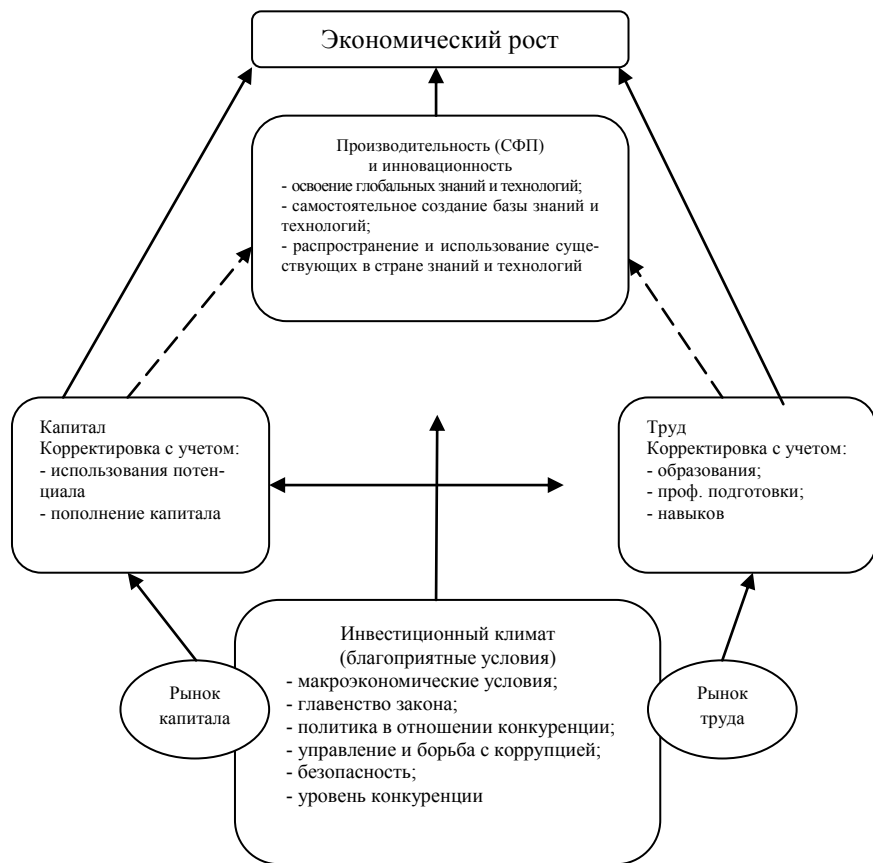 Экономический рост
Производительность (СФП)
и инновационность
- освоение глобальных знаний и технологий;
- самостоятельное создание базы знаний и
технологий;
- распространение и использование суще-
ствующих в стране знаний и технологий
Капитал
Корректировка с учетом:
- использования потен-
циала
- пополнение капитала
Труд
Корректировка с учетом:
- образования;
- проф. подготовки;
- навыков
Инвестиционный климат
(благоприятные условия)
- макроэкономические условия;
- главенство закона;
- политика в отношении конкуренции;
- управление и борьба с коррупцией;
- безопасность;
- уровень конкуренции
Рынок
капитала
Рынок
труда